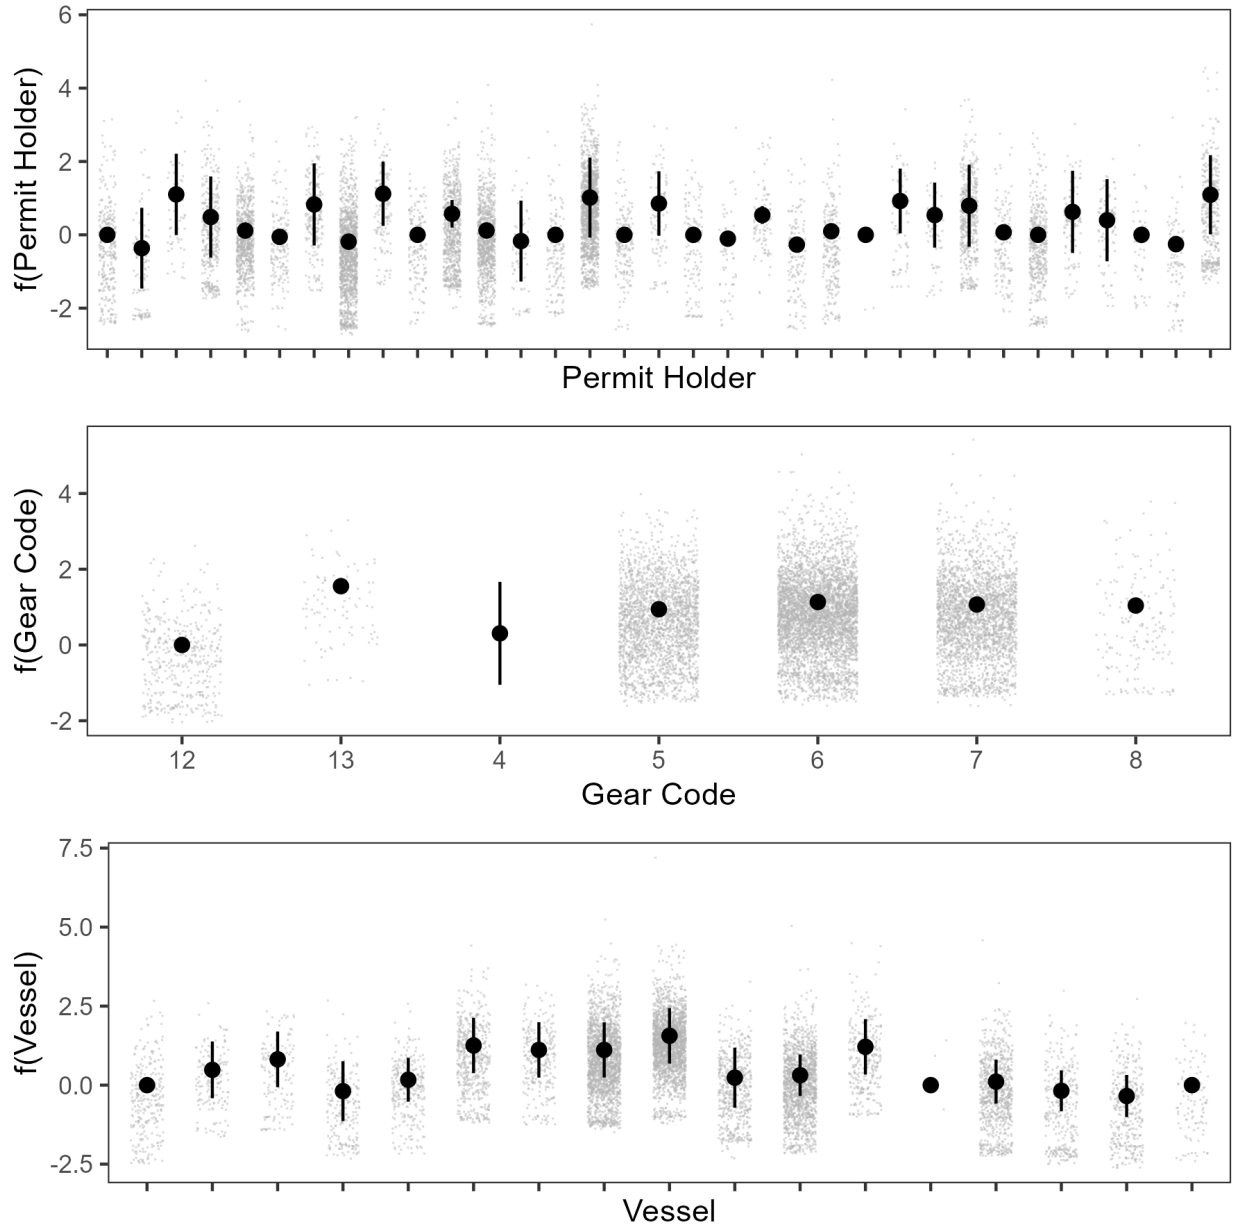 6
4
2
0
-2
f(Permit Holder)
Permit Holder
4
2
0
-2
f(Gear Code)
12 13 4 5 6 7 8
Gear Code
7.5
5.0
2.5
0.0
-2.5
f(Vessel)
Vessel